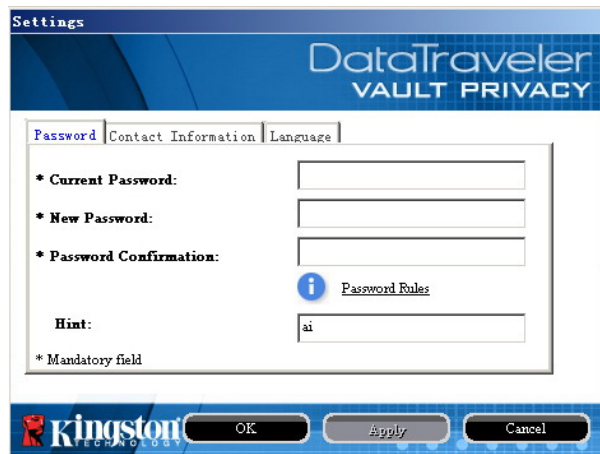 Settings
DataTraveler
VAULT PRIVACY
Password Contact Information Language
* Current Password:
* New Password:
* Password Confirmation:
i Password Rules
Hint: ai
* Mandatory field
Kingston OK Apply Cancel
TECHNOLOGY